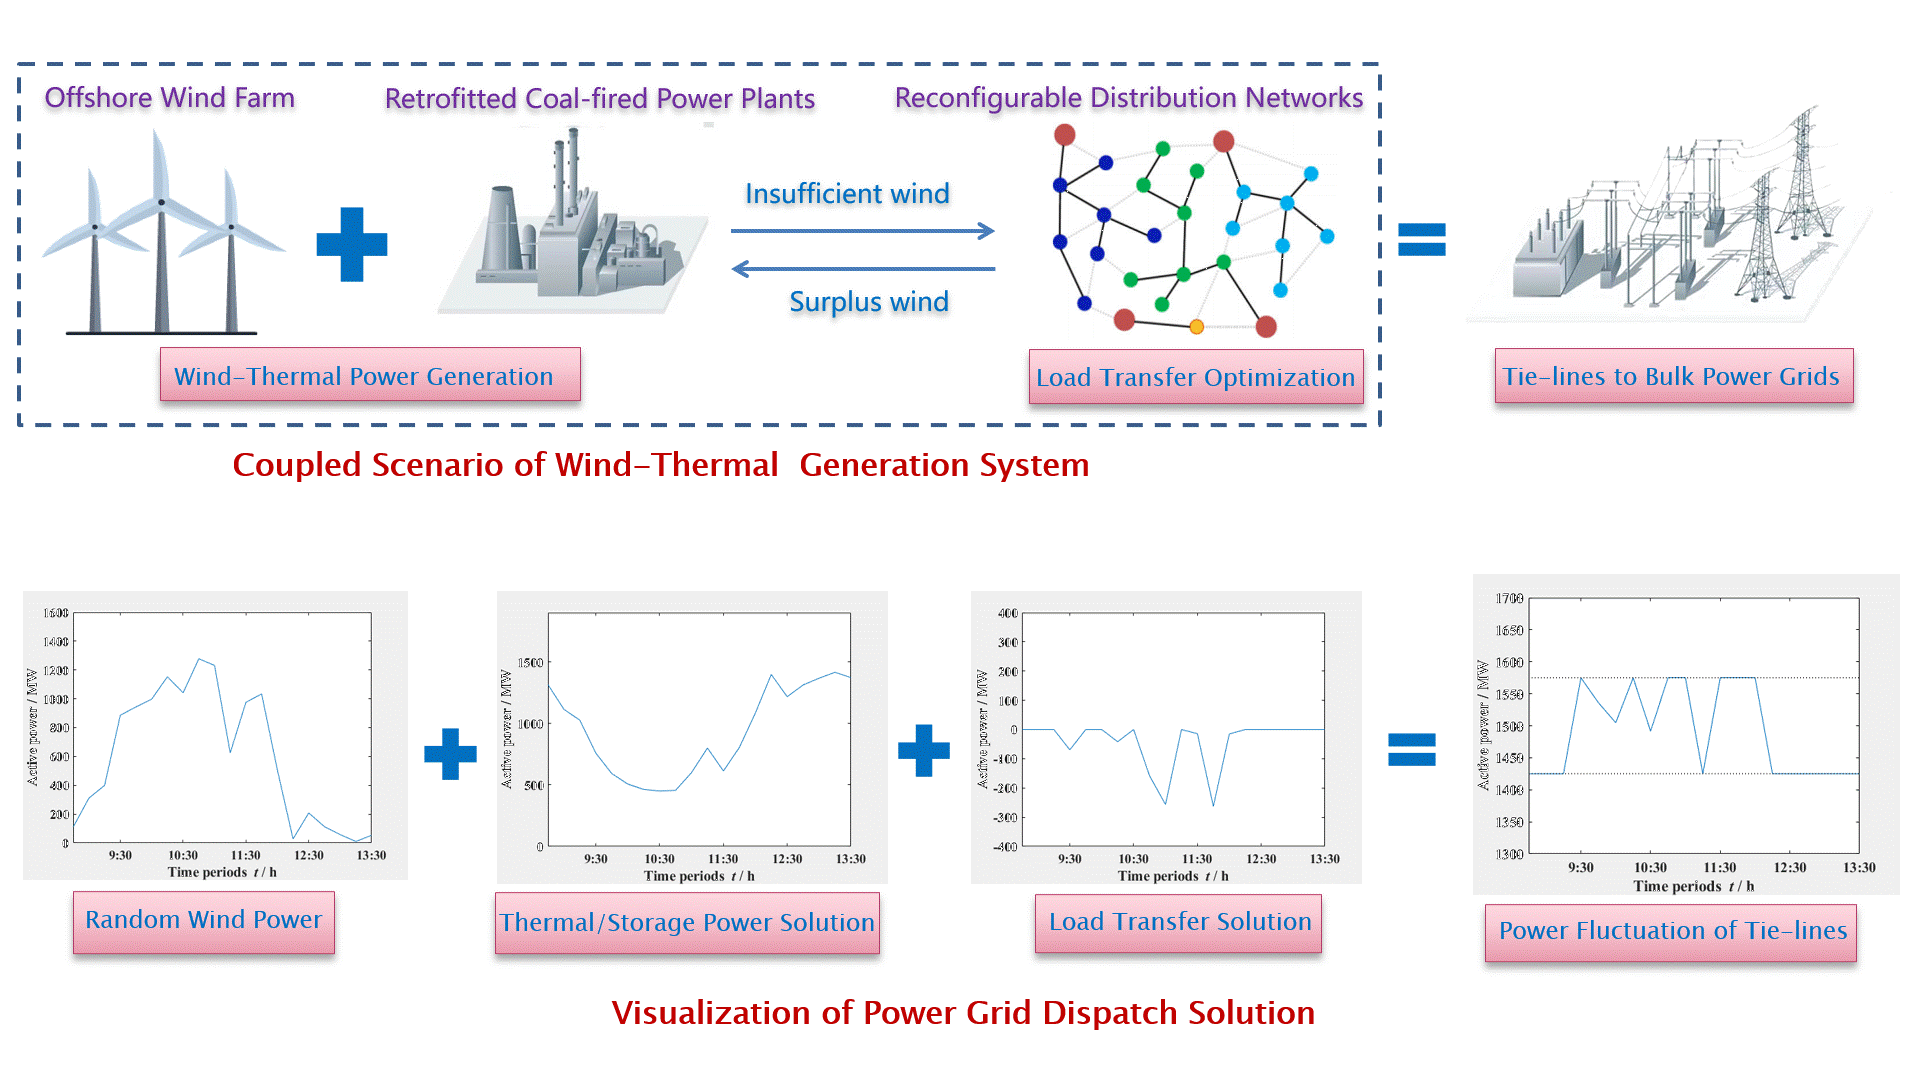 Offshore Wind Farm
Retrofitted Coal-fired Power Plants
Reconfigurable Distribution Networks
Insufficient wind
Surplus wind
Wind-Thermal Power Generation
Load Transfer Optimization
Tie-lines to Bulk Power Grids
Coupled Scenario of Wind-Thermal Generation System
1600
1400
1200
1000
800
600
400
200
0
Active power / MW
9:30 10:30 11:30 12:30 13:30
Time periods t / h
Random Wind Power
1500
1000
500
0
Active power / MW
9:30 10:30 11:30 12:30 13:30
Time periods t / h
Thermal/Storage Power Solution
400
300
200
100
0
-100
-200
-300
-400
Active power / MW
9:30 10:30 11:30 12:30 13:30
Time periods t / h
Load Transfer Solution
1700
1650
1600
1550
1500
1450
1400
1350
1300
Active power / MW
9:30 10:30 11:30 12:30 13:30
Time periods t / h
Power Fluctuation of Tie-lines
Visualization of Power Grid Dispatch Solution